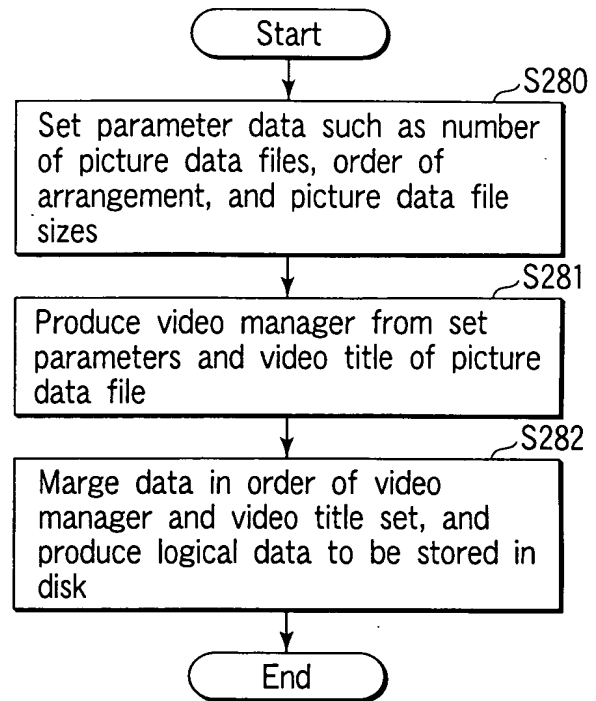 Start
S280
Set parameter data such as number
of picture data files, order of
arrangement, and picture data file
sizes
S281
Produce video manager from set
parameters and video title of picture
data file
S282
Marge data in order of video
manager and video title set, and
produce logical data to be stored in
disk
End